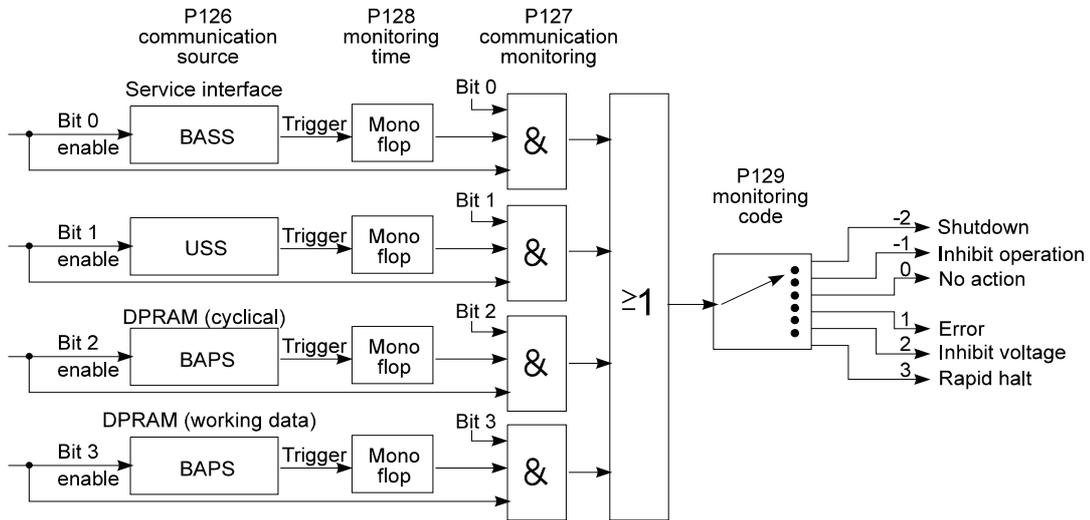 P126
communication
source
P128
monitoring
time
P127
communication
monitoring
Service interface
Bit 0
enable
BASS
Trigger
Mono
flop
Bit 0
&
Bit 1
enable
USS
Trigger
Mono
flop
Bit 1
&
DPRAM (cyclical)
Bit 2
enable
BAPS
Trigger
Mono
flop
Bit 2
&
DPRAM (working data)
Bit 3
enable
BAPS
Trigger
Mono
flop
Bit 3
&
≥1
P129
monitoring
code
-2 Shutdown
-1 Inhibit operation
0 No action
1 Error
2 Inhibit voltage
3 Rapid halt